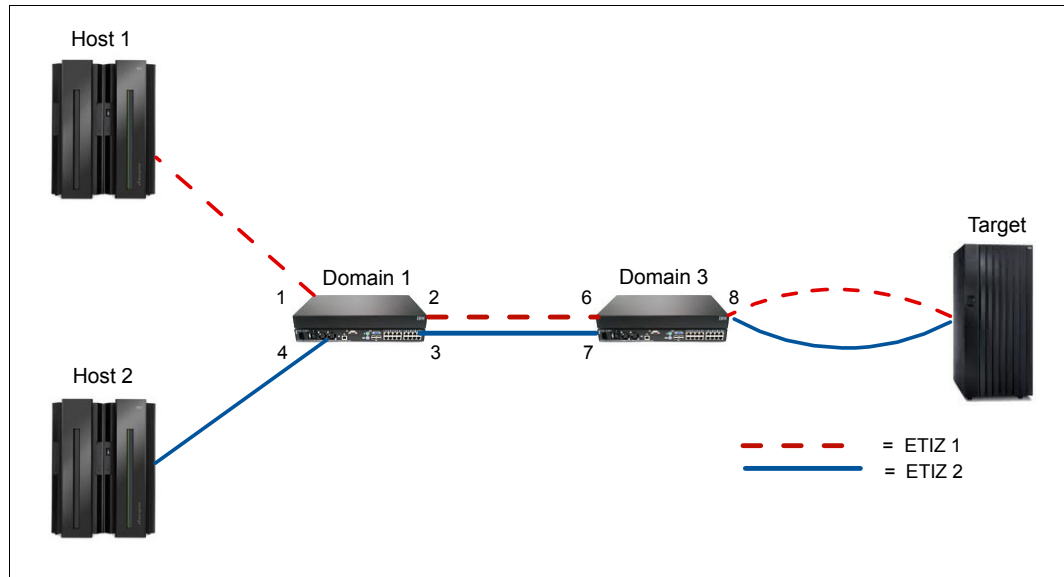 Host 1
Target
Domain 1
Domain 3
1
2
6
8
4
3
7
Host 2
= ETIZ 1
= ETIZ 2